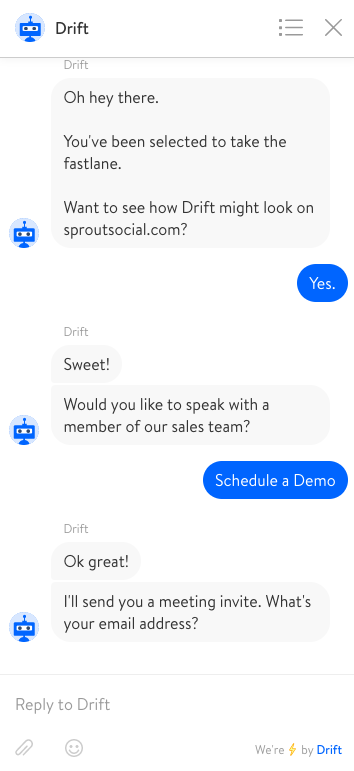 Drift
Drift
Oh hey there.
You've been selected to take the
fastlane.
Want to see how Drift might look on
sproutsocial.com?
Yes.
Drift
Sweet!
Would you like to speak with a
member of our sales team?
Schedule a Demo
Drift
Ok great!
I'll send you a meeting invite. What's
your email address?
Reply to Drift
We're ⚡ by Drift